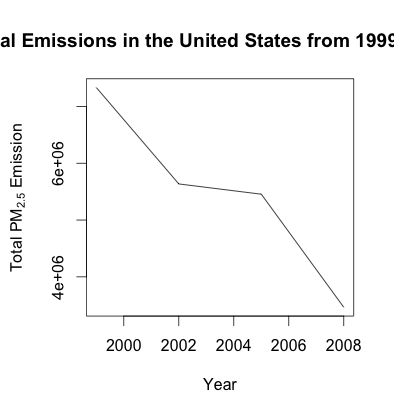 al Emissions in the United States from 1999
Total PM2.5 Emission
6e+06
4e+06
2000 2002 2004 2006 2008
Year